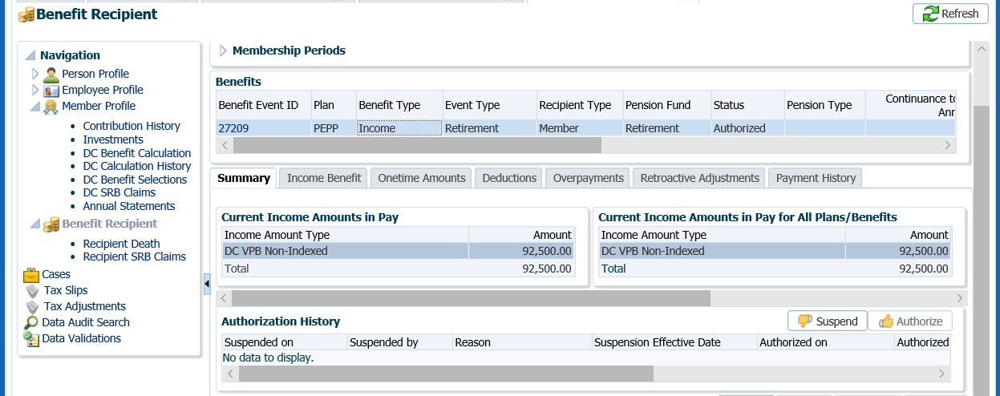 Benefit Recipient
Refresh
Navigation
Person Profile
Employee Profile
Member Profile
Contribution History
Investments
DC Benefit Calculation
DC Calculation History
DC Benefit Selections
DC SRB Claims
Annual Statements
Benefit Recipient
Recipient Death
Recipient SRB Claims
Cases
Tax Slips
Tax Adjustments
Data Audit Search
Data Validations
Membership Periods
Benefits
Benefit Event ID Plan Benefit Type Event Type Recipient Type Pension Fund Status Pension Type Continuance to
Ann
27209 PEPP Income Retirement Member Retirement Authorized
Summary Income Benefit Onetime Amounts Deductions Overpayments Retroactive Adjustments Payment History
Current Income Amounts in Pay
Income Amount Type Amount
DC VPB Non-Indexed 92,500.00
Total 92,500.00
Current Income Amounts in Pay for All Plans/Benefits
Income Amount Type Amount
DC VPB Non-Indexed 92,500.00
Total 92,500.00
Authorization History
Suspend Authorize
Suspended on Suspended by Reason Suspension Effective Date Authorized on Authorized
No data to display.